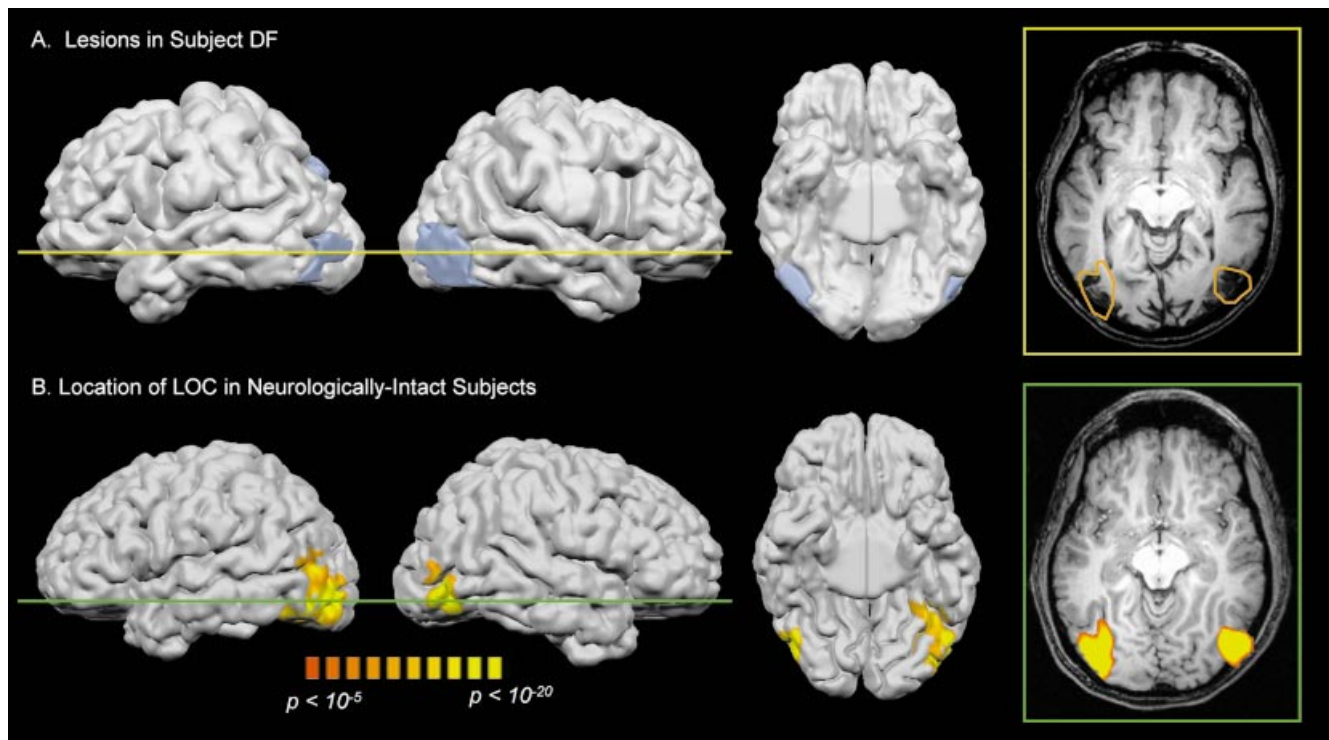 A. Lesions in Subject DF
B. Location of LOC in Neurologically-Intact Subjects
p < 10-5
p < 10-20